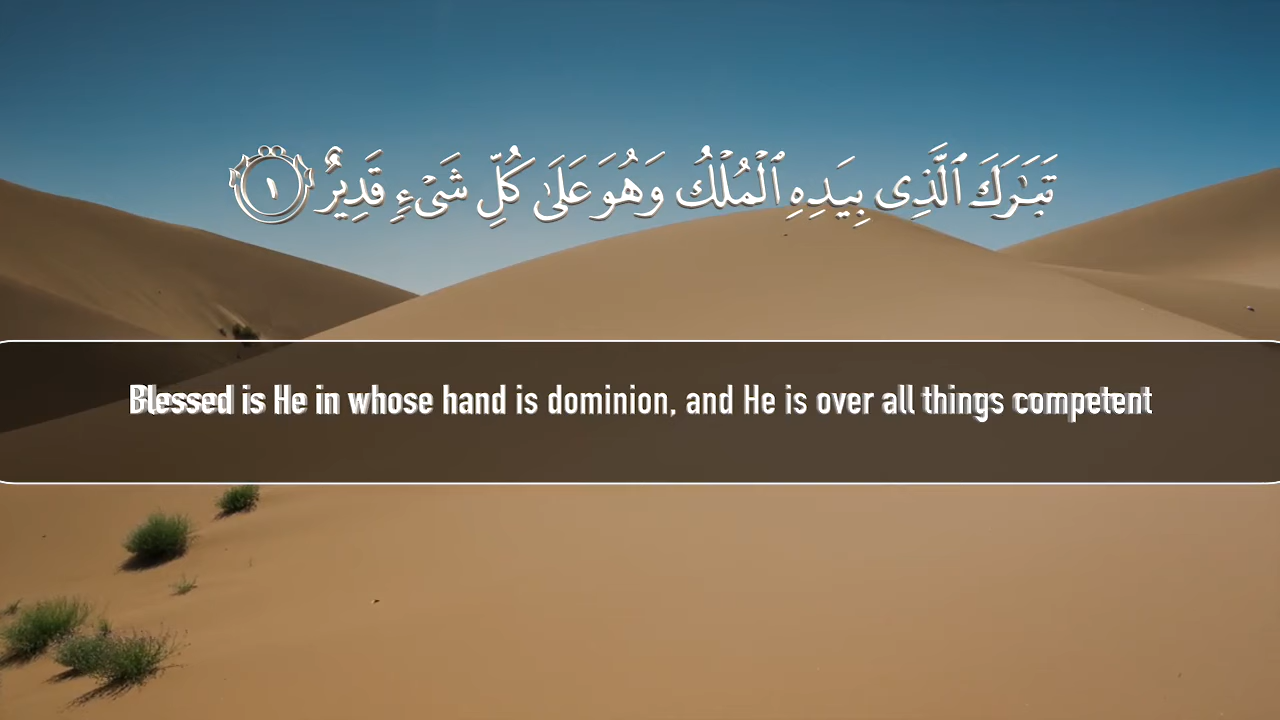 تَبَـٰرَكَ ٱلَّذِى بِيَدِهِ ٱلْمُلْكُ وَهُوَ عَلَىٰ كُلِّ شَىْءٍ قَدِيرٌ ١
Blessed is He in whose hand is dominion, and He is over all things competent